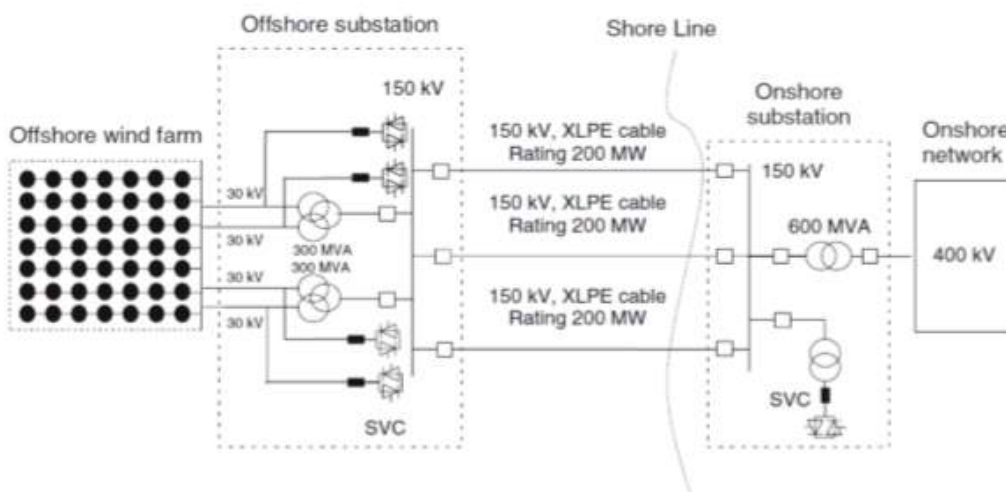 Offshore substation
Shore Line
150 kV
Onshore
substation
Offshore wind farm
150 kV, XLPE cable
Rating 200 MW
Onshore
network
150 kV
30 kV
150 kV, XLPE cable
Rating 200 MW
600 MVA
30 kV
300 MVA
300 MVA
400 kV
30 kV
150 kV, XLPE cable
Rating 200 MW
30 kV
SVC
SVC